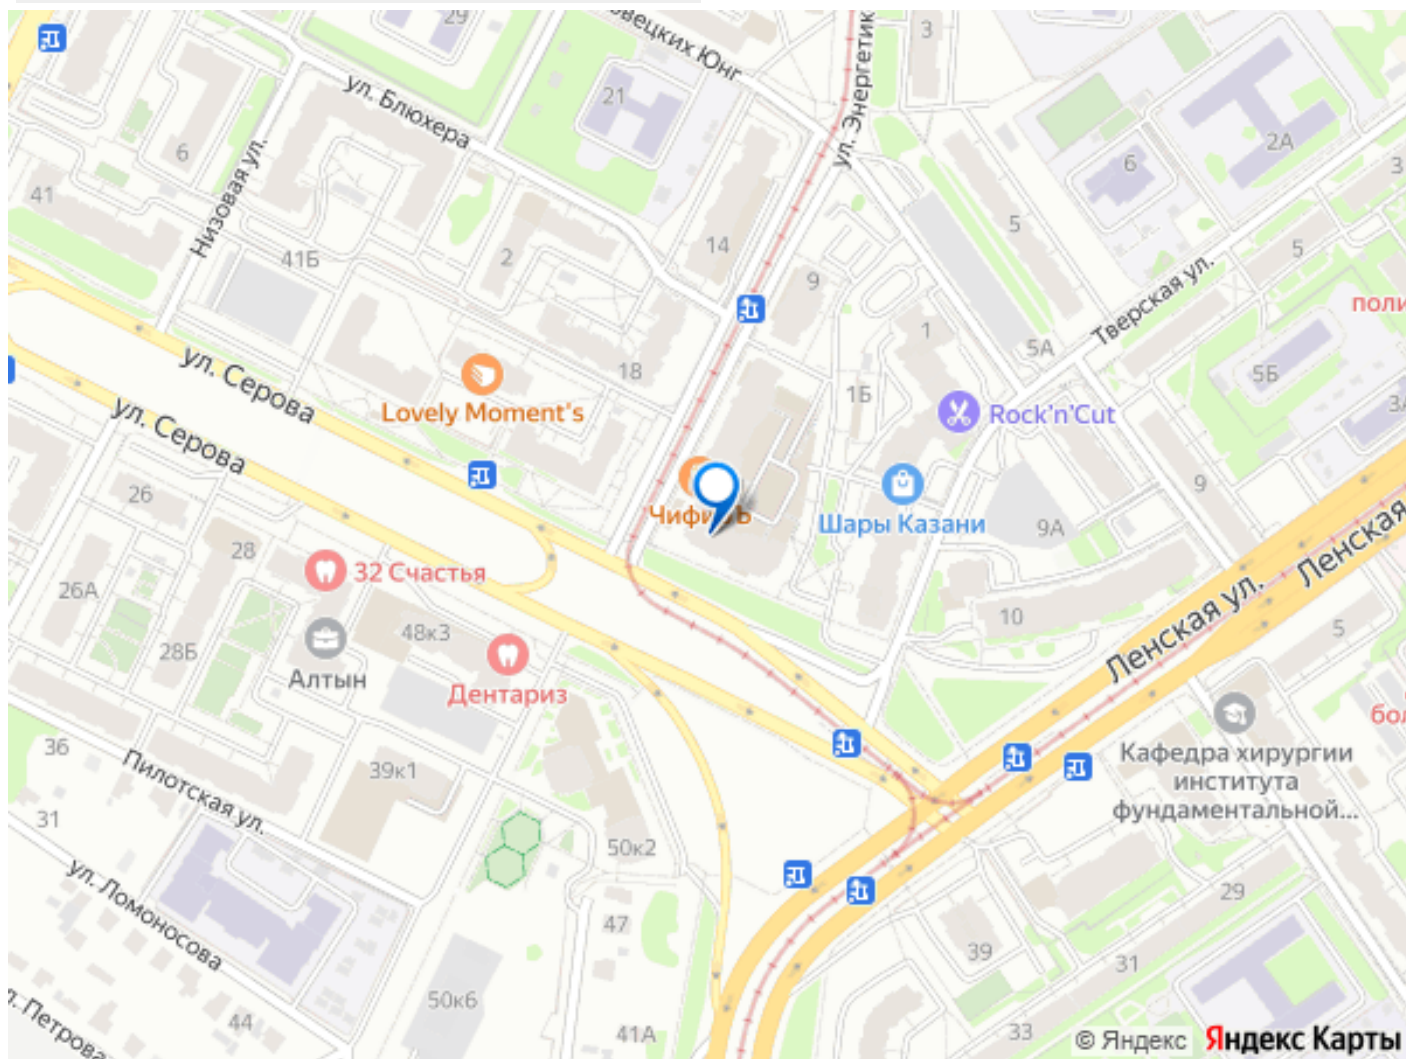 29
овецких Юнг
ул. Энергетик
3
ул. Блюхера
21
2А
6
6
3
41
Низовая ул.
14
5
5
41Б
2
9
Тверская ул.
поли
1
5А
ул. Серова
18
5Б
1Б
3А
Lovely Moment's
Rock'n'Cut
ул. Серова
26
9
Шары Казани
9А
Ленская
28
32 Счастья
26А
10
Ленская ул.
5
48к3
28Б
Алтын
Дентариз
бол
36
Пилотская ул.
39к1
Кафедра хирургии
института
фундаментальной...
31
50к2
ул. Ломоносова
29
47
39
31
50к6
л. Петрова
44
41А
33
© Яндекс
Яндекс Карты